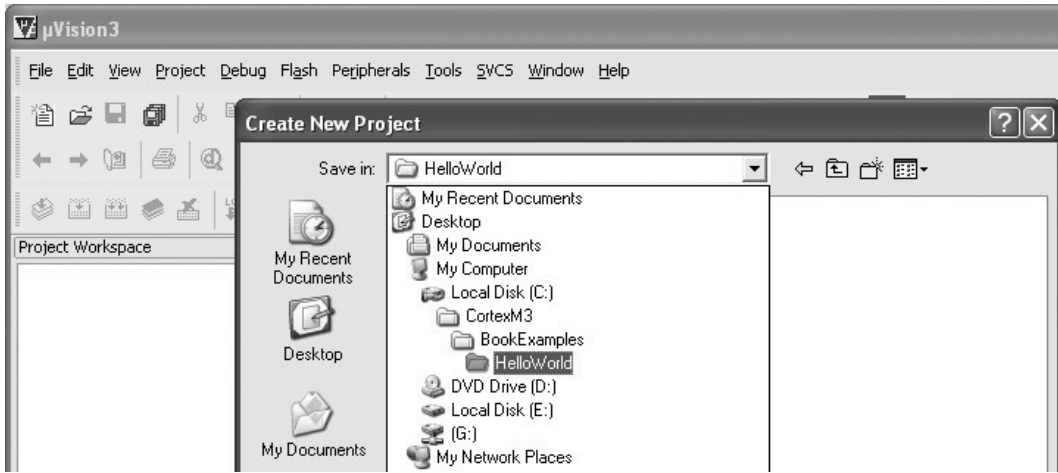 µVision3
File Edit View Project Debug Flash Peripherals Tools SVCS Window Help
Create New Project
Save in: HelloWorld
My Recent Documents
Desktop
My Documents
My Computer
Local Disk (C:)
CortexM3
BookExamples
HelloWorld
DVD Drive (D:)
Local Disk (E:)
(G:)
My Network Places
Project Workspace
My Recent
Documents
Desktop
My Documents